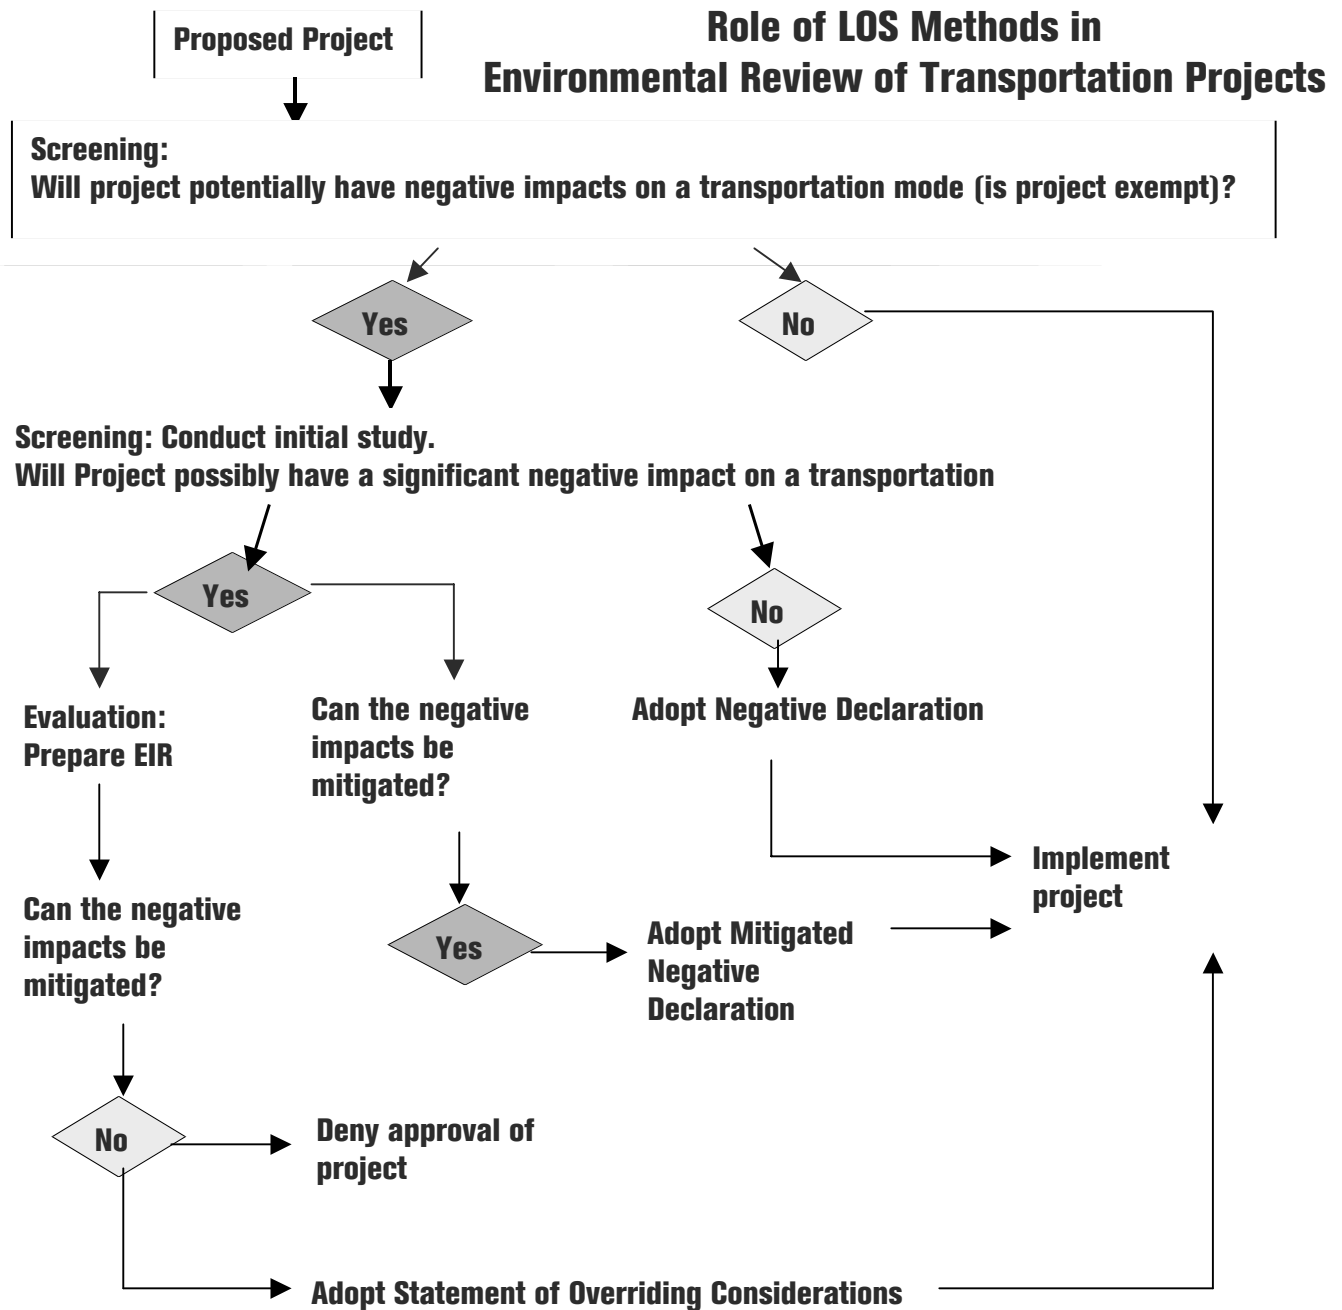 Proposed Project
Role of LOS Methods in
Environmental Review of Transportation Projects
Screening:
Will project potentially have negative impacts on a transportation mode (is project exempt)?
Yes
No
Screening: Conduct initial study.
Will Project possibly have a significant negative impact on a transportation
Yes
No
Evaluation:
Prepare EIR
Can the negative
impacts be
mitigated?
Adopt Negative Declaration
Implement
project
Can the negative
impacts be
mitigated?
Yes
Adopt Mitigated
Negative
Declaration
No
Deny approval of
project
Adopt Statement of Overriding Considerations